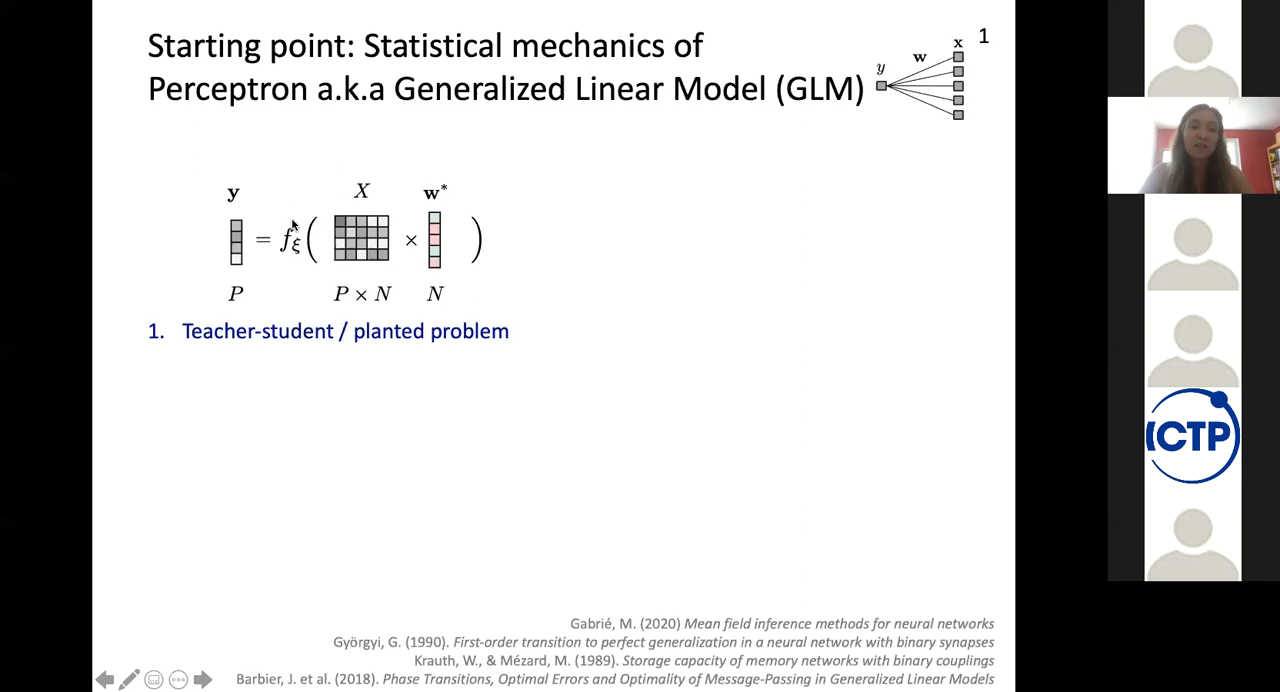 Starting point: Statistical mechanics of
Perceptron a.k.a Generalized Linear Model (GLM)
y w x 1
y X w*
= fξ ( × )
P P × N N
1. Teacher-student / planted problem
ICTP
Gabrié, M. (2020) Mean field inference methods for neural networks
Györgyi, G. (1990). First-order transition to perfect generalization in a neural network with binary synapses
Krauth, W., & Mézard, M. (1989). Storage capacity of memory networks with binary couplings
Barbier, J. et al. (2018). Phase Transitions, Optimal Errors and Optimality of Message-Passing in Generalized Linear Models